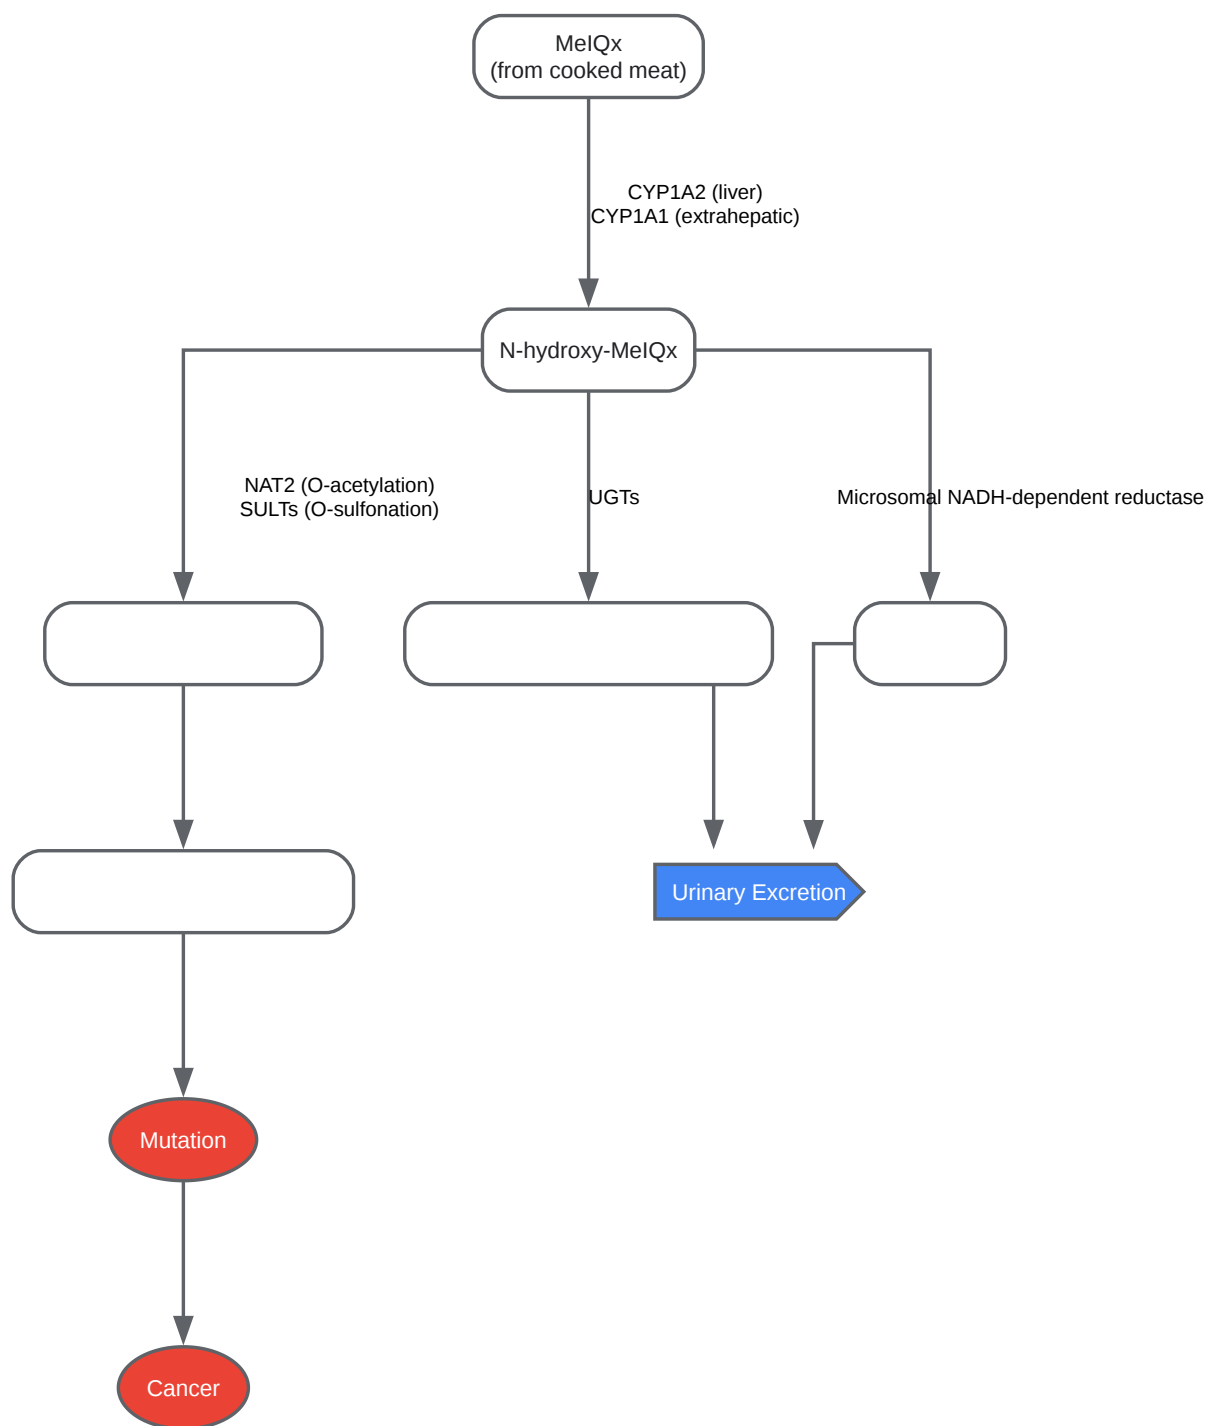 MeIQx
(from cooked meat)
CYP1A2 (liver)
CYP1A1 (extrahepatic)
N-hydroxy-MeIQx
NAT2 (O-acetylation)
SULTs (O-sulfonation)
UGTs
Microsomal NADH-dependent reductase
Urinary Excretion
Mutation
Cancer